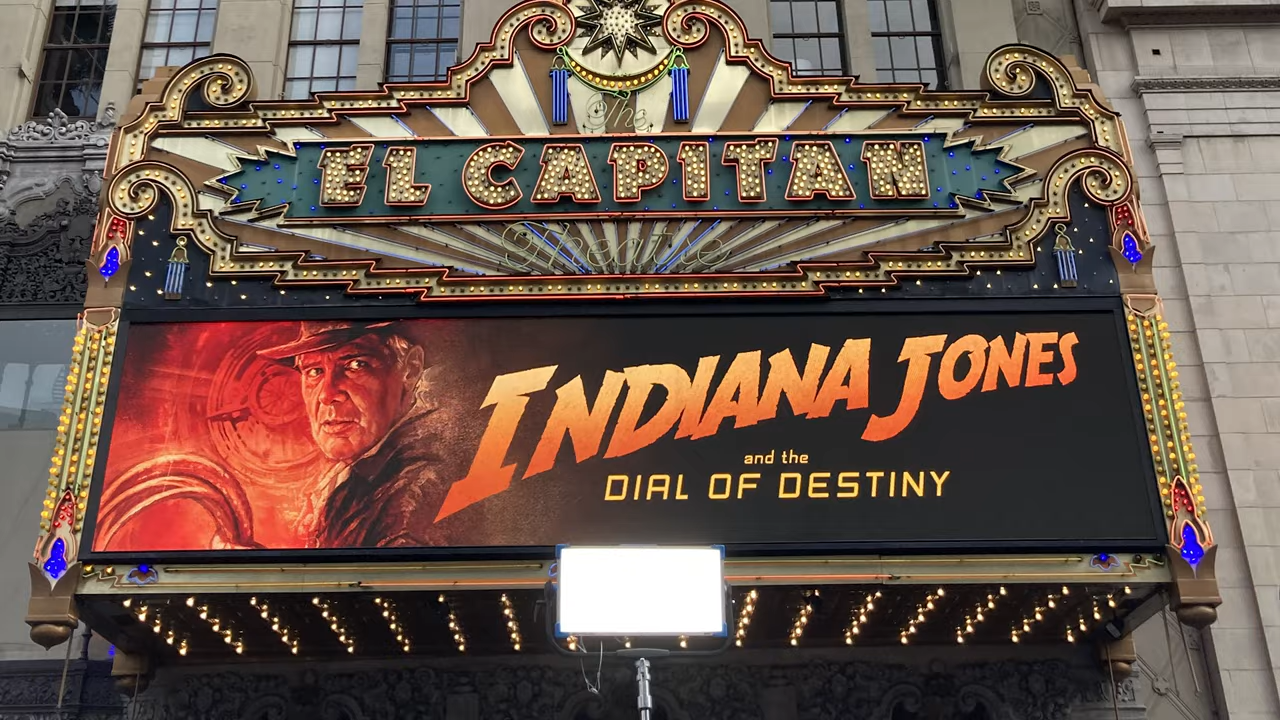 The
EL CAPITAN
Theatre
INDIANA JONES
and the
DIAL OF DESTINY